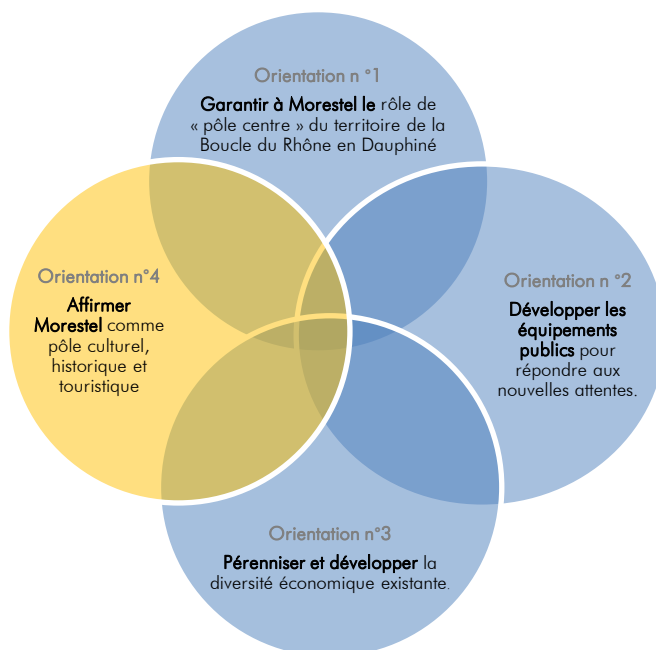 Orientation n °1
Garantir à Morestel le rôle de
« pôle centre » du territoire de la
Boucle du Rhône en Dauphiné
Orientation n °2
Développer les
équipements
publics pour
répondre aux
nouvelles attentes.
Orientation n°3
Pérenniser et développer la
diversité économique existante.
Orientation n°4
Affirmer
Morestel comme
pôle culturel,
historique et
touristique